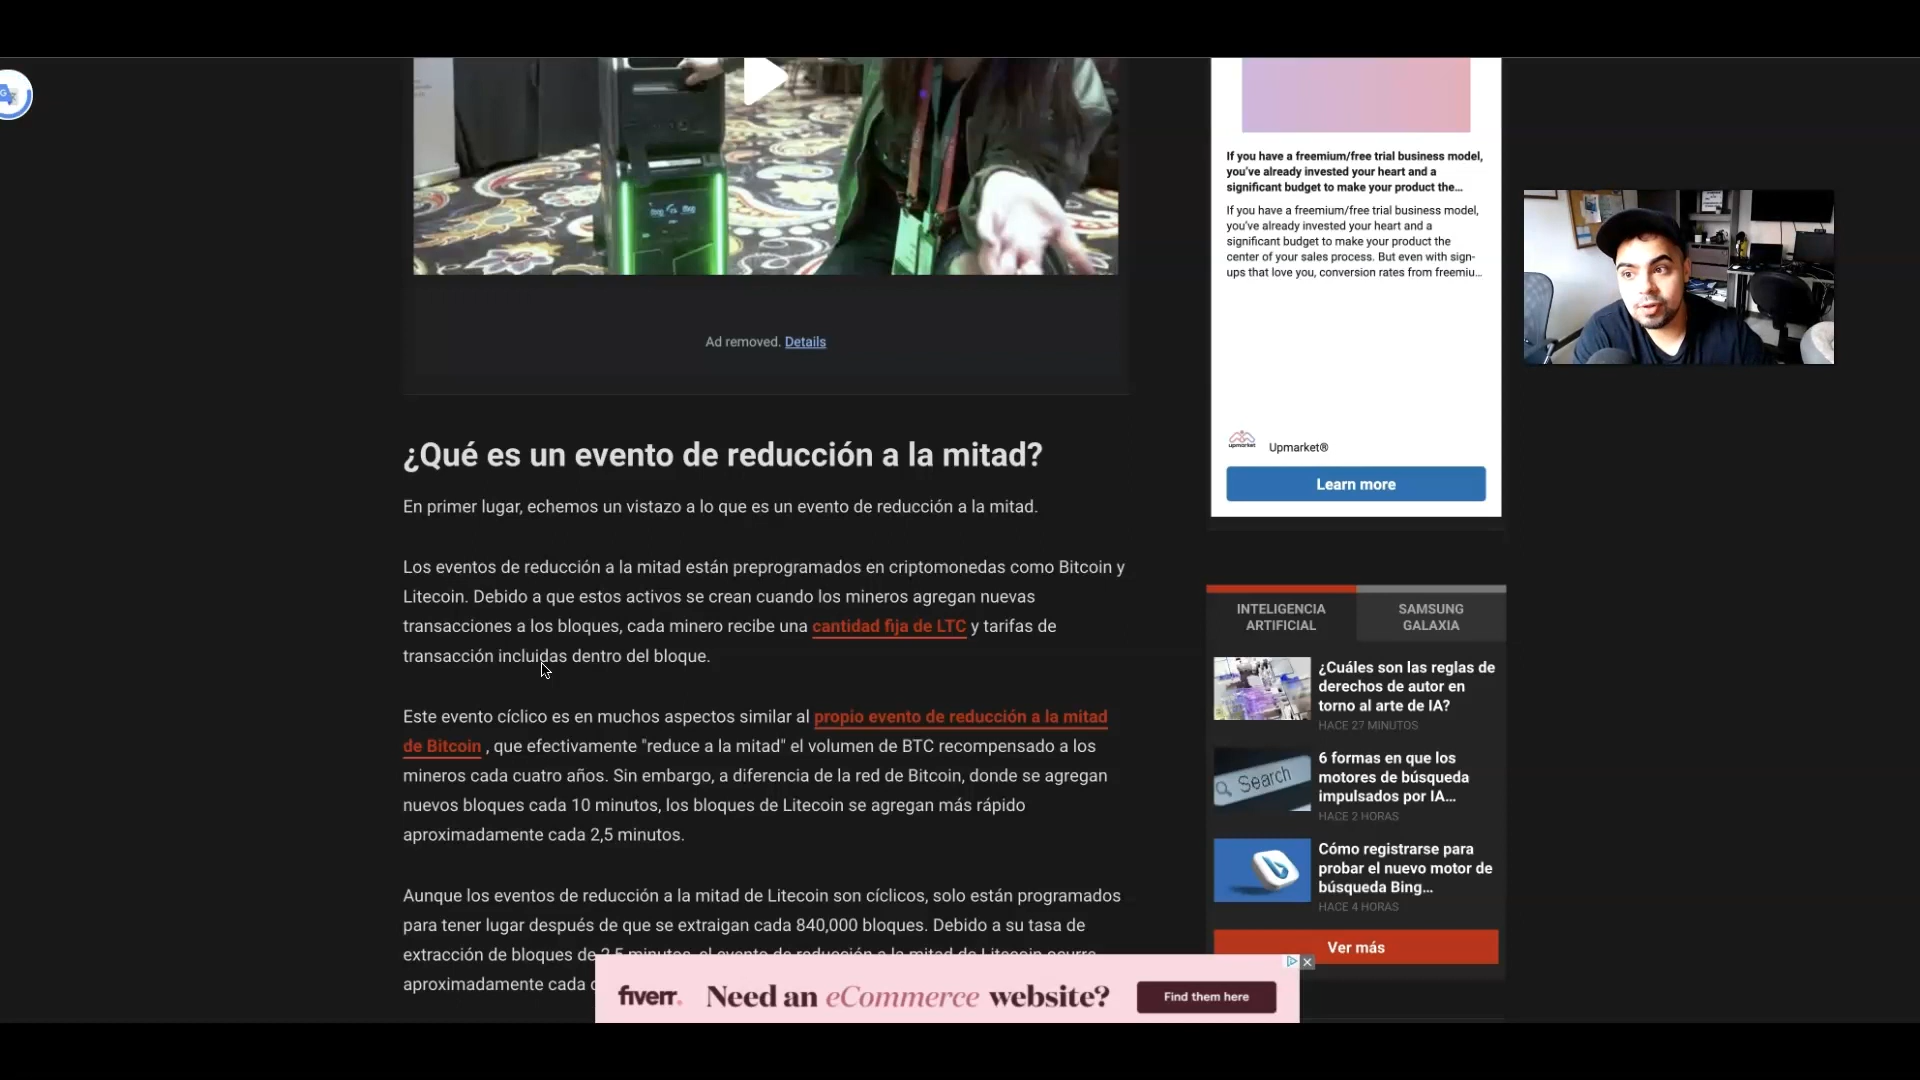 If you have a freemium/free trial business model,
you've already invested your heart and a
significant budget to make your product the...
If you have a freemium/free trial business model,
you've already invested your heart and a
significant budget to make your product the
center of your sales process. But even with sign-
ups that love you, conversion rates from freemiu...
Upmarket®
Learn more
Ad removed. Details
¿Qué es un evento de reducción a la mitad?
En primer lugar, echemos un vistazo a lo que es un evento de reducción a la mitad.
Los eventos de reducción a la mitad están preprogramados en criptomonedas como Bitcoin y
Litecoin. Debido a que estos activos se crean cuando los mineros agregan nuevas
transacciones a los bloques, cada minero recibe una cantidad fija de LTC y tarifas de
transacción incluidas dentro del bloque.
Este evento cíclico es en muchos aspectos similar al propio evento de reducción a la mitad
de Bitcoin , que efectivamente "reduce a la mitad" el volumen de BTC recompensado a los
mineros cada cuatro años. Sin embargo, a diferencia de la red de Bitcoin, donde se agregan
nuevos bloques cada 10 minutos, los bloques de Litecoin se agregan más rápido
aproximadamente cada 2,5 minutos.
Aunque los eventos de reducción a la mitad de Litecoin son cíclicos, solo están programados
para tener lugar después de que se extraigan cada 840,000 bloques. Debido a su tasa de
extracción de bloques de 2,5 minutos, el evento de reducción a la mitad de Litecoin ocurre
aproximadamente cada
INTELIGENCIA
ARTIFICIAL
SAMSUNG
GALAXIA
¿Cuáles son las reglas de
derechos de autor en
torno al arte de IA?
HACE 27 MINUTOS
Search
6 formas en que los
motores de búsqueda
impulsados por IA...
HACE 2 HORAS
Cómo registrarse para
probar el nuevo motor de
búsqueda Bing...
HACE 4 HORAS
Ver más
fiverr. Need an eCommerce website? Find them here